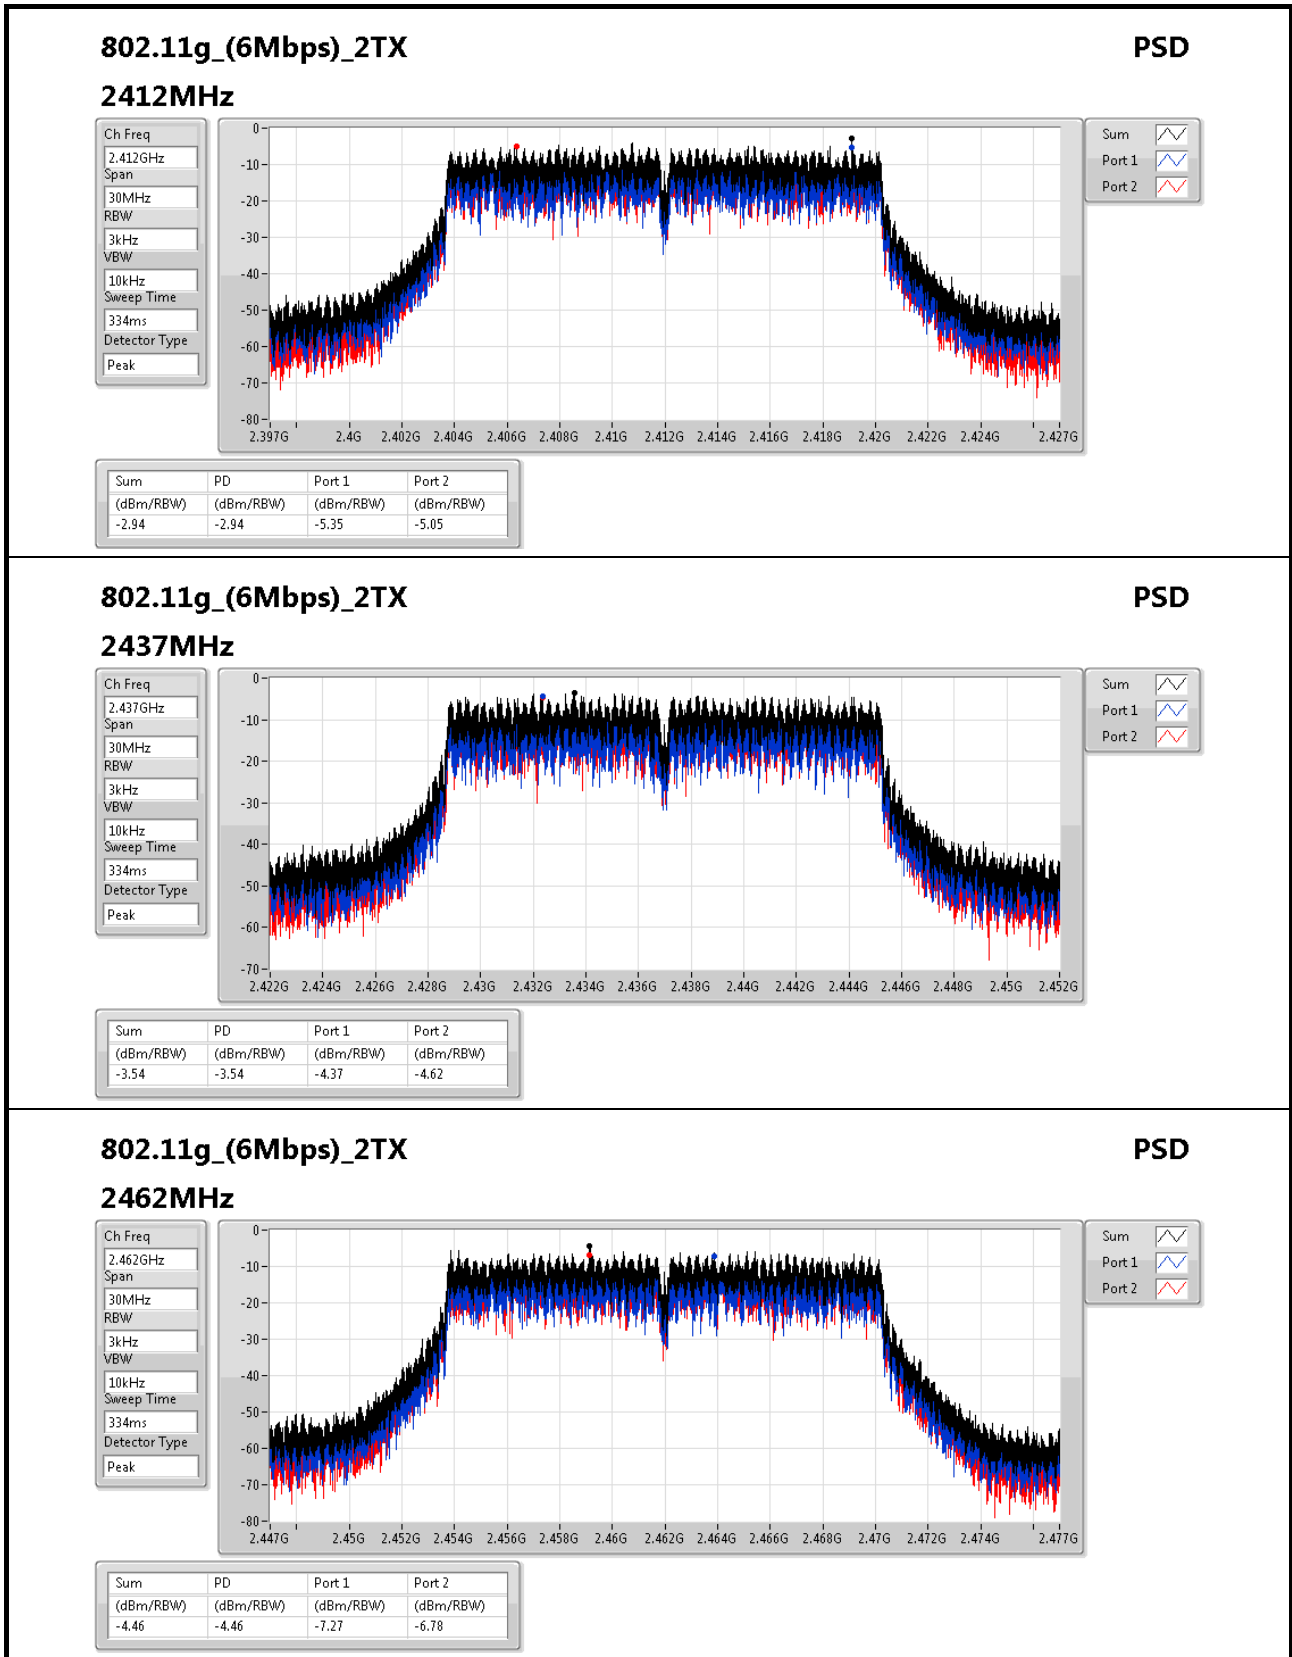 802.11g_(6Mbps)_2TX PSD
2412MHz
Ch Freq
2.412GHz
Span
30MHz
RBW
3kHz
VBW
10kHz
Sweep Time
334ms
Detector Type
Peak
0
-10
-20
-30
-40
-50
-60
-70
-80
2.397G 2.4G 2.402G 2.404G 2.406G 2.408G 2.41G 2.412G 2.414G 2.416G 2.418G 2.42G 2.422G 2.424G 2.427G
Sum
Port 1
Port 2
Sum PD Port 1 Port 2
(dBm/RBW) (dBm/RBW) (dBm/RBW) (dBm/RBW)
-2.94 -2.94 -5.35 -5.05
802.11g_(6Mbps)_2TX PSD
2437MHz
Ch Freq
2.437GHz
Span
30MHz
RBW
3kHz
VBW
10kHz
Sweep Time
334ms
Detector Type
Peak
0
-10
-20
-30
-40
-50
-60
-70
2.422G 2.424G 2.426G 2.428G 2.43G 2.432G 2.434G 2.436G 2.438G 2.44G 2.442G 2.444G 2.446G 2.448G 2.45G 2.452G
Sum
Port 1
Port 2
Sum PD Port 1 Port 2
(dBm/RBW) (dBm/RBW) (dBm/RBW) (dBm/RBW)
-3.54 -3.54 -4.37 -4.62
802.11g_(6Mbps)_2TX PSD
2462MHz
Ch Freq
2.462GHz
Span
30MHz
RBW
3kHz
VBW
10kHz
Sweep Time
334ms
Detector Type
Peak
0
-10
-20
-30
-40
-50
-60
-70
-80
2.447G 2.45G 2.452G 2.454G 2.456G 2.458G 2.46G 2.462G 2.464G 2.466G 2.468G 2.47G 2.472G 2.474G 2.477G
Sum
Port 1
Port 2
Sum PD Port 1 Port 2
(dBm/RBW) (dBm/RBW) (dBm/RBW) (dBm/RBW)
-4.46 -4.46 -7.27 -6.78